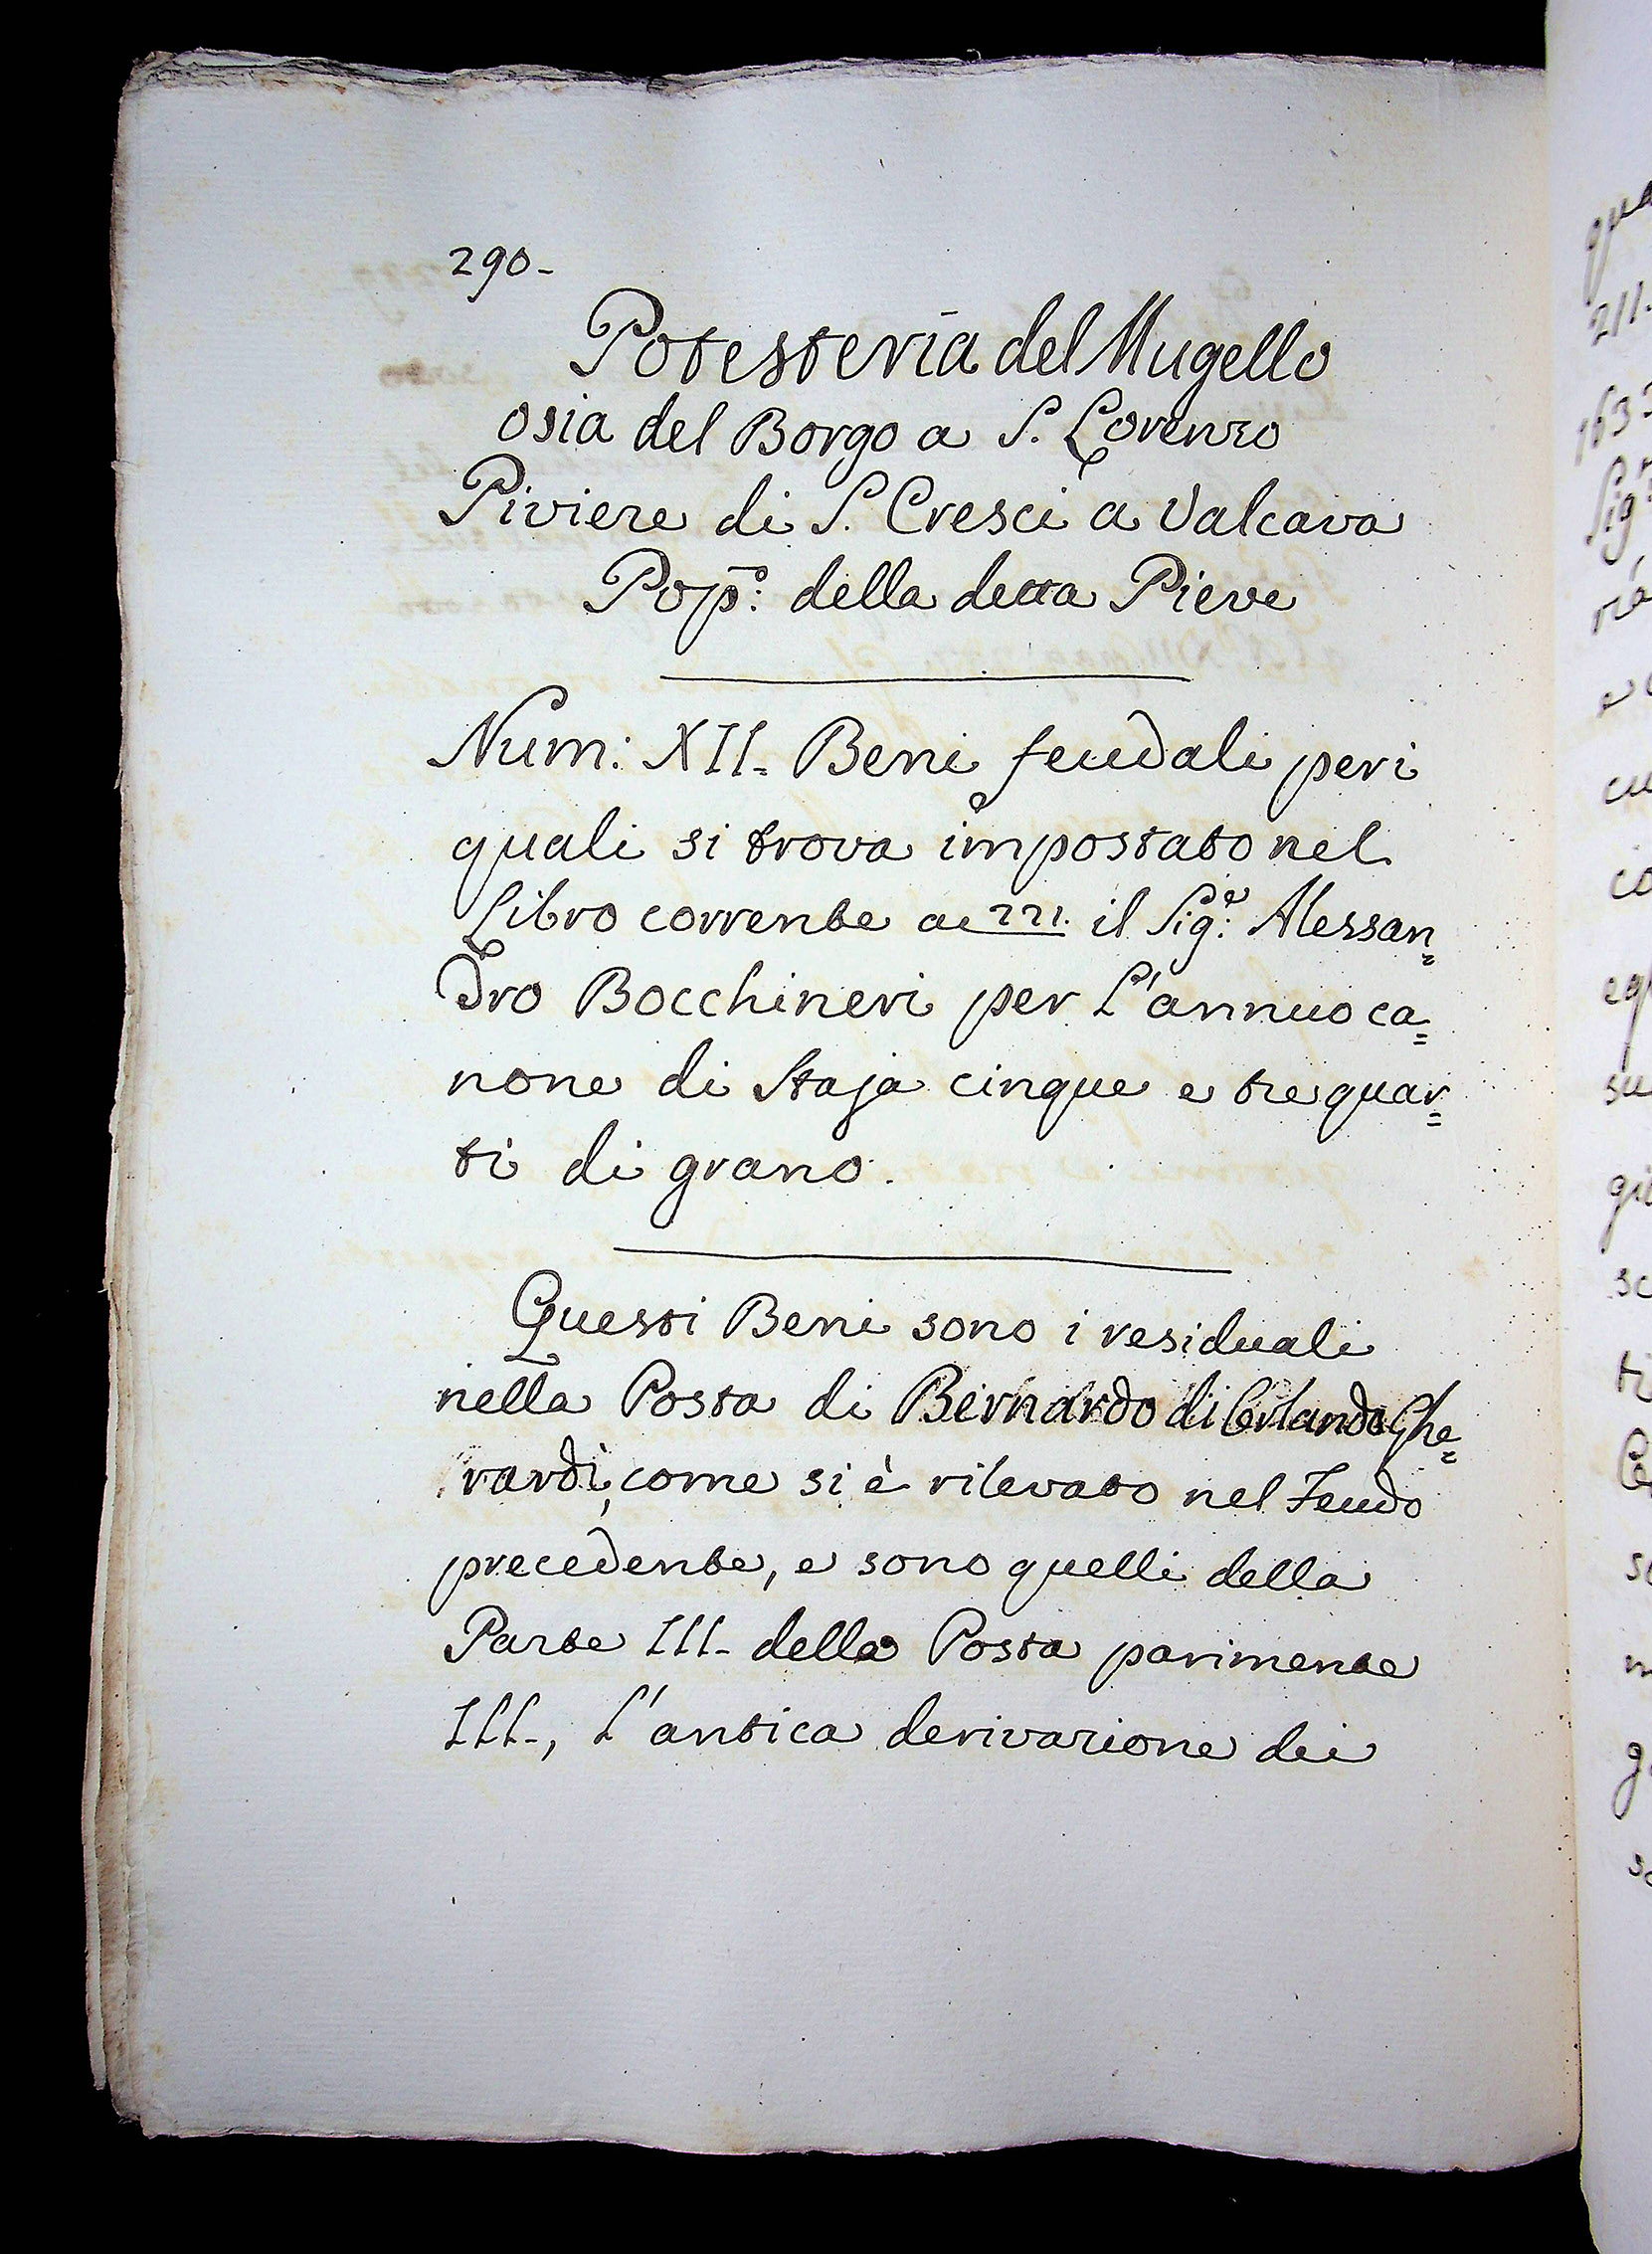 290-
Potesteria del Mugello
osia del Borgo a S. Lorenzo
Piviere di S. Cresci a Valcava
Pop.º della detta Pieve
Num: XII. Beni feudali per i
quali si trova impostato nel
Libro corrente a 221. il Sig.e Alessan=
dro Bocchineri per l'annuo ca=
none di Staja cinque e tre quar=
ti di grano.
Questi Beni sono i residuali
nella Posta di Bernardo di Orlando Ghe=
rardi, come si è rilevato nel Feudo
precedente, e sono quelli della
Parte III. della Posta parimente
III., l'antica derivazione dei